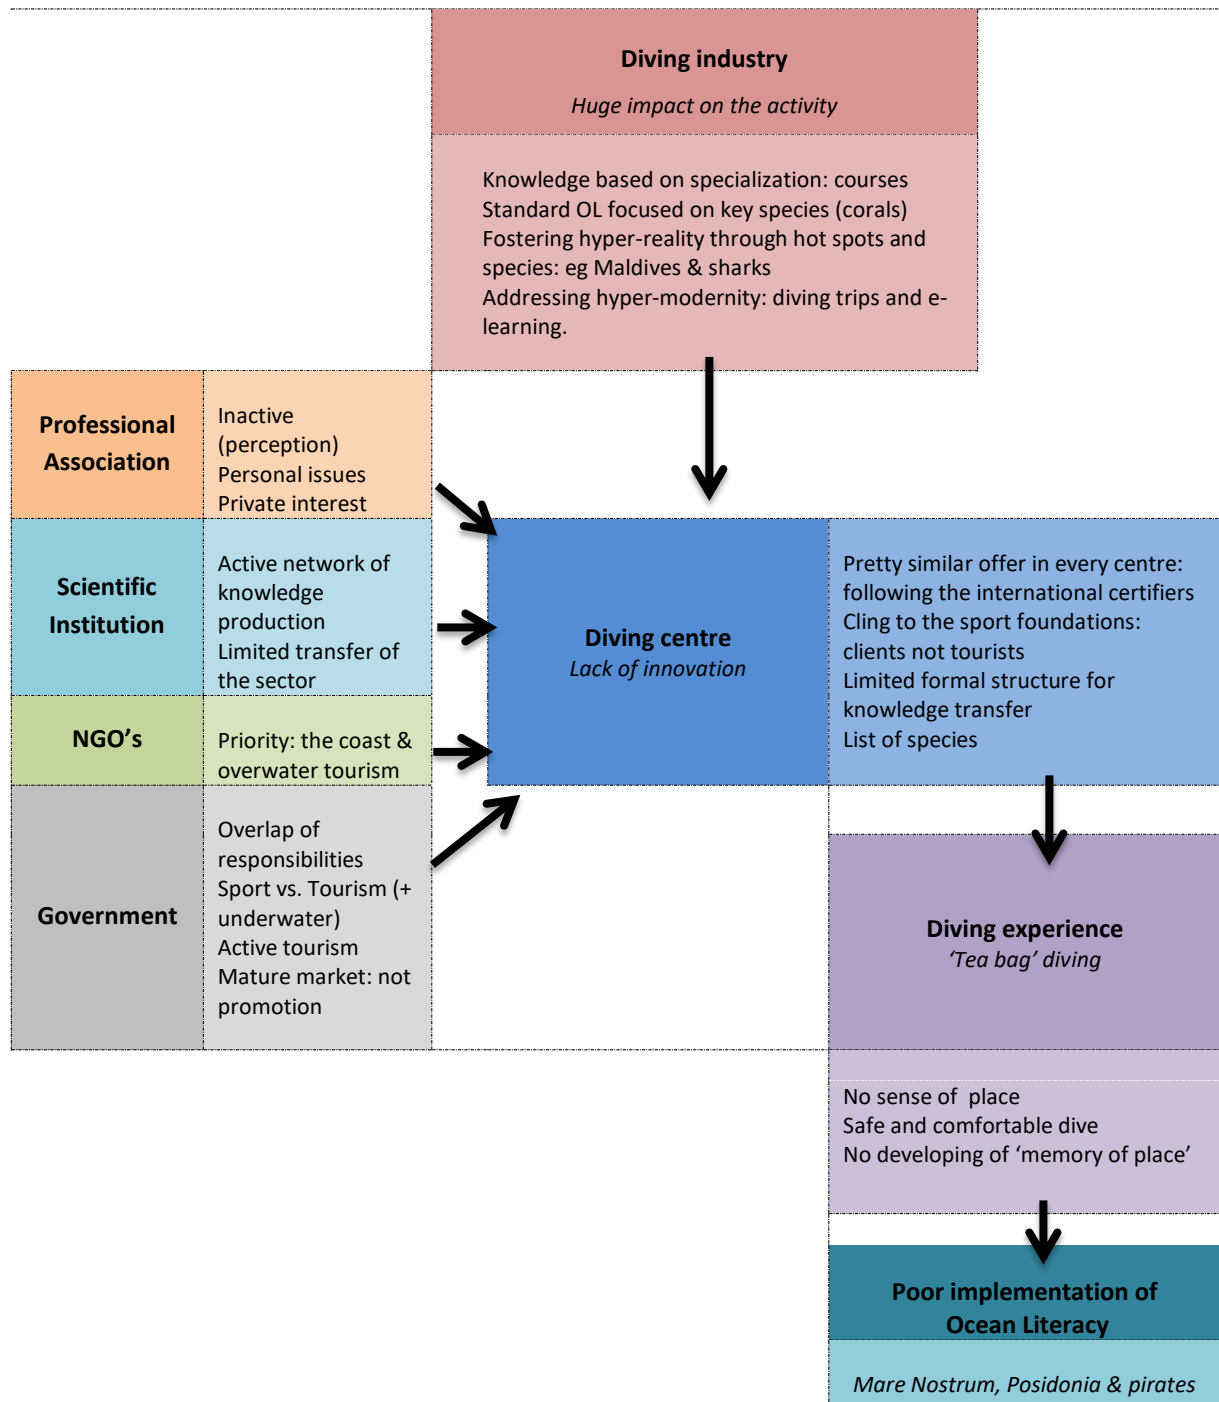 Diving industry
Huge impact on the activity
Knowledge based on specialization: courses
Standard OL focused on key species (corals)
Fostering hyper-reality through hot spots and
species: eg Maldives & sharks
Addressing hyper-modernity: diving trips and e-
learning.
Professional
Association
Inactive
(perception)
Personal issues
Private interest
Scientific
Institution
Active network of
knowledge
production
Limited transfer of
the sector
NGO’s
Priority: the coast &
overwater tourism
Government
Overlap of
responsibilities
Sport vs. Tourism (+
underwater)
Active tourism
Mature market: not
promotion
Diving centre
Lack of innovation
Pretty similar offer in every centre:
following the international certifiers
Cling to the sport foundations:
clients not tourists
Limited formal structure for
knowledge transfer
List of species
Diving experience
‘Tea bag’ diving
No sense of  place
Safe and comfortable dive
No developing of ‘memory of place’
Poor implementation of
Ocean Literacy
Mare Nostrum, Posidonia & pirates